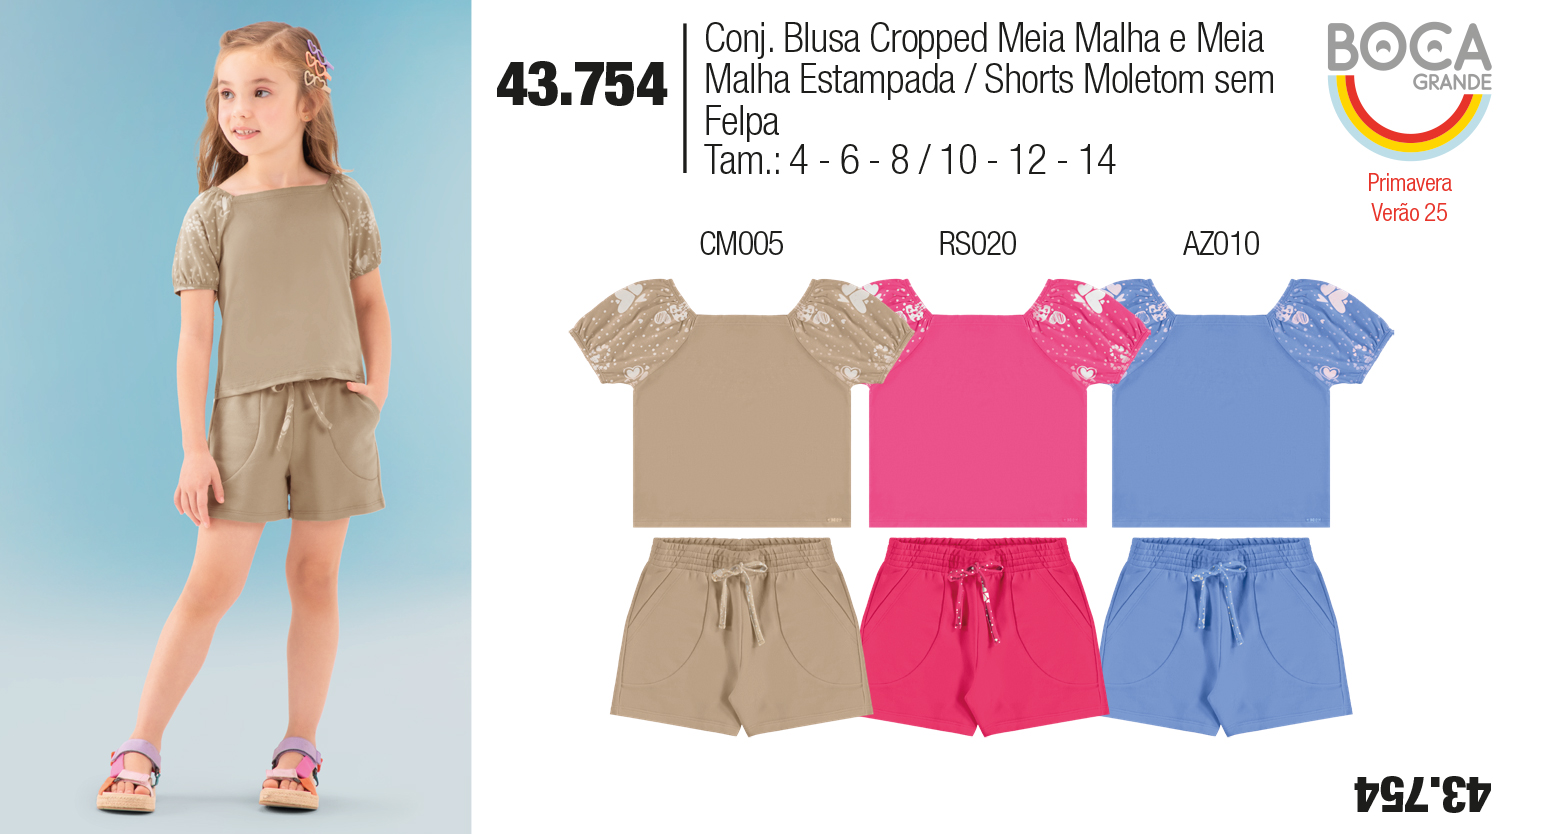 43.754
Conj. Blusa Cropped Meia Malha e Meia
Malha Estampada / Shorts Moletom sem
Felpa
Tam.: 4 - 6 - 8 / 10 - 12 - 14
BOCA
GRANDE
Primavera
Verão 25
CM005
RS020
AZ010
43.754